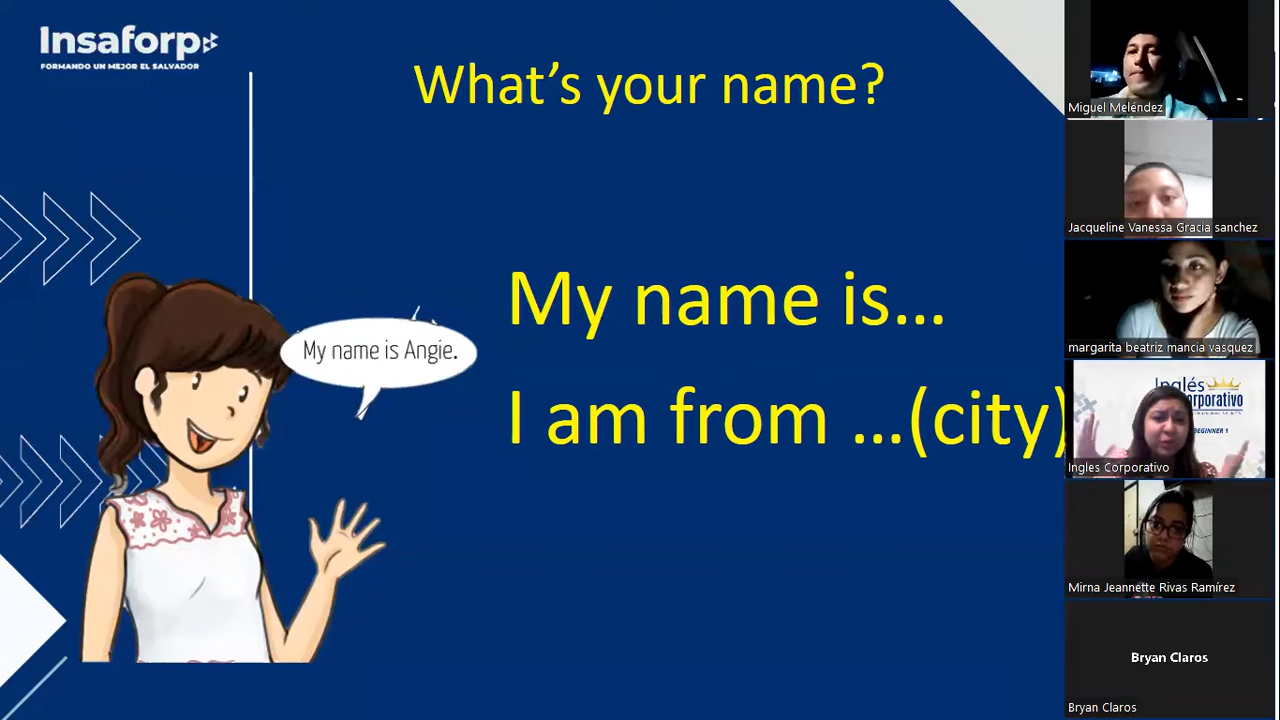 Insaforp
FORMANDO UN MEJOR EL SALVADOR
What's your name?
My name is Angie.
My name is...
I am from ...(city)
Miguel Meléndez
Jacqueline Vanessa Gracia sanchez
margarita beatriz mancia vasquez
Inglés
orporativo
BEGINNER 1
Ingles Corporativo
Mirna Jeannette Rivas Ramírez
Bryan Claros
Bryan Claros